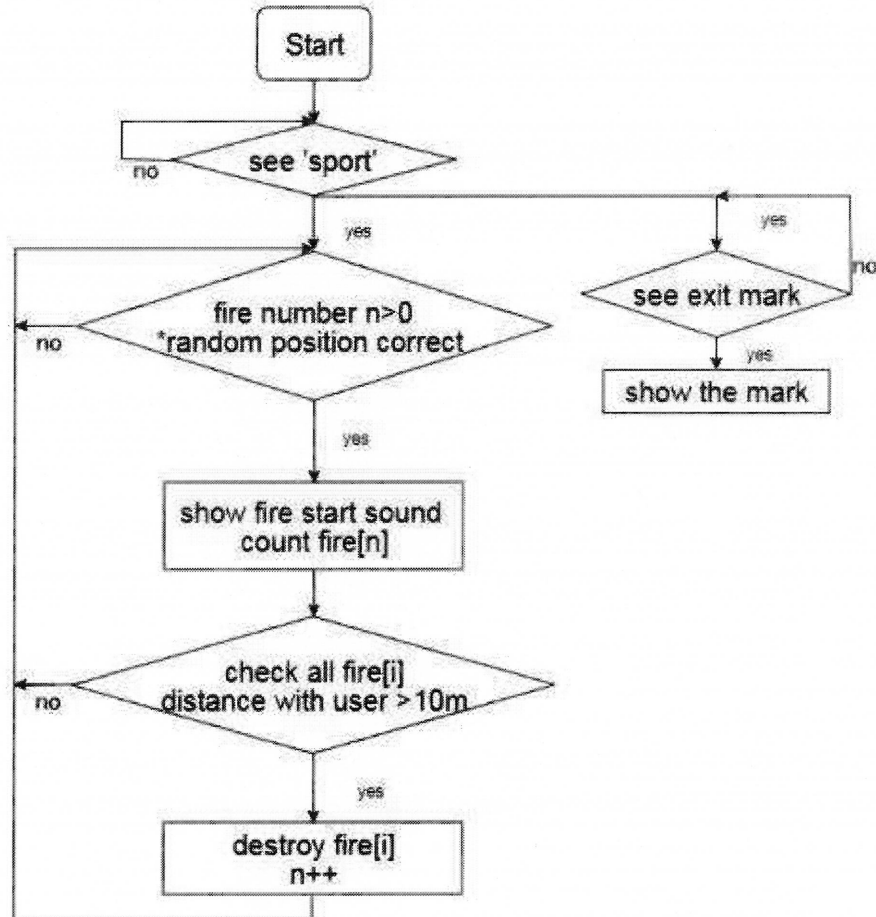 Start
see 'sport'
no
yes
yes
no
fire number n>0
*random position correct
no
see exit mark
yes
show the mark
yes
show fire start sound
count fire[n]
check all fire[i]
distance with user >10m
no
yes
destroy fire[i]
n++